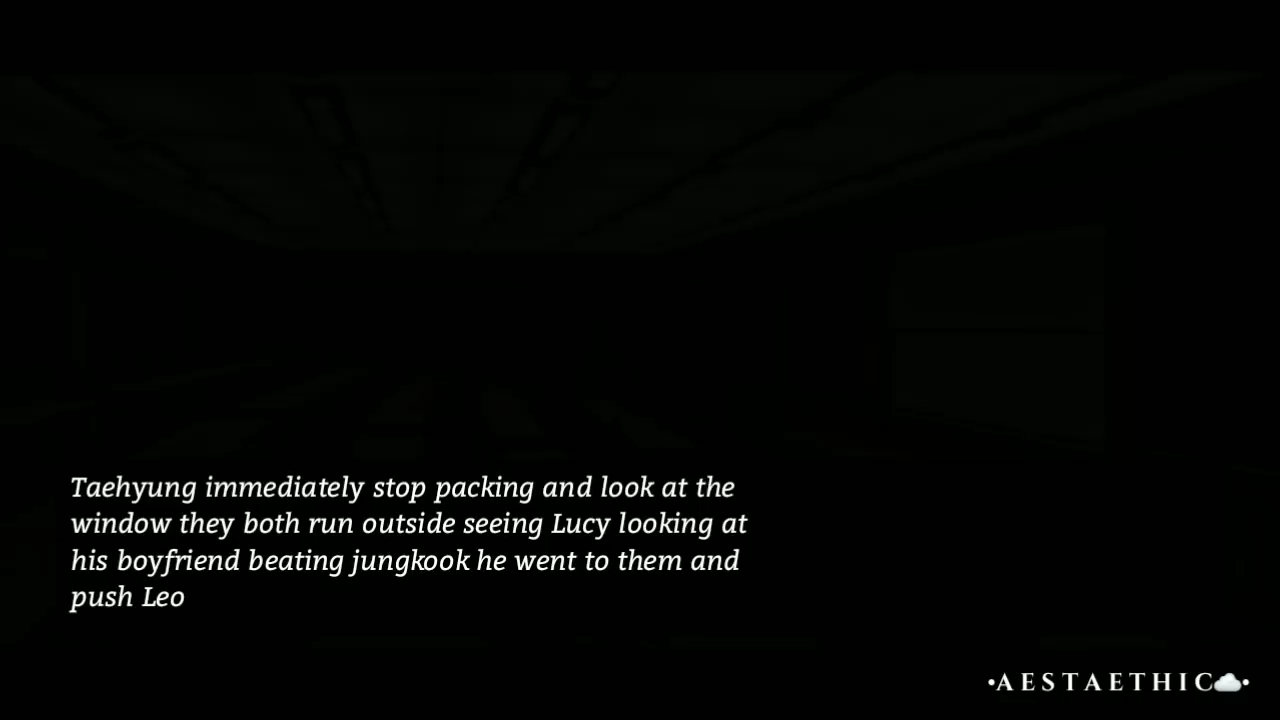 Taehyung immediately stop packing and look at the
window they both run outside seeing Lucy looking at
his boyfriend beating jungkook he went to them and
push Leo
•AESTAETHIC☁️•